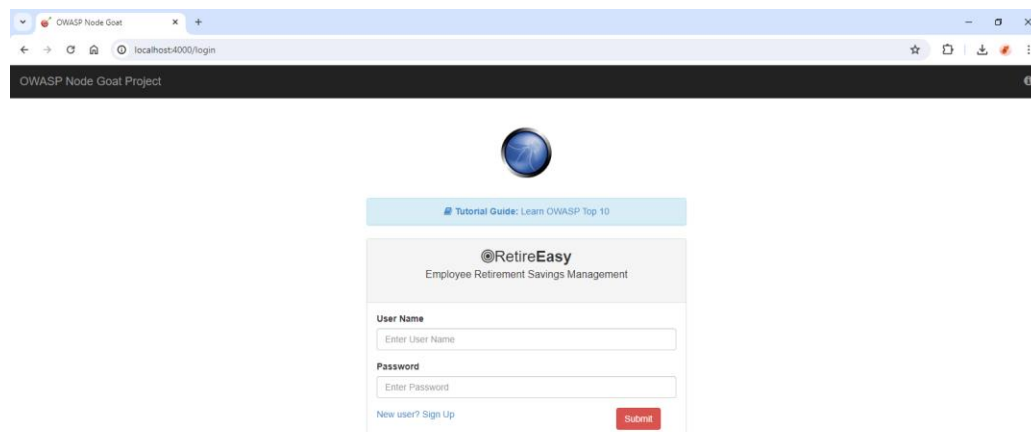 OWASP Node Goat
localhost:4000/login
OWASP Node Goat Project
Tutorial Guide: Learn OWASP Top 10
RetireEasy
Employee Retirement Savings Management
User Name
Enter User Name
Password
Enter Password
New user? Sign Up
Submit